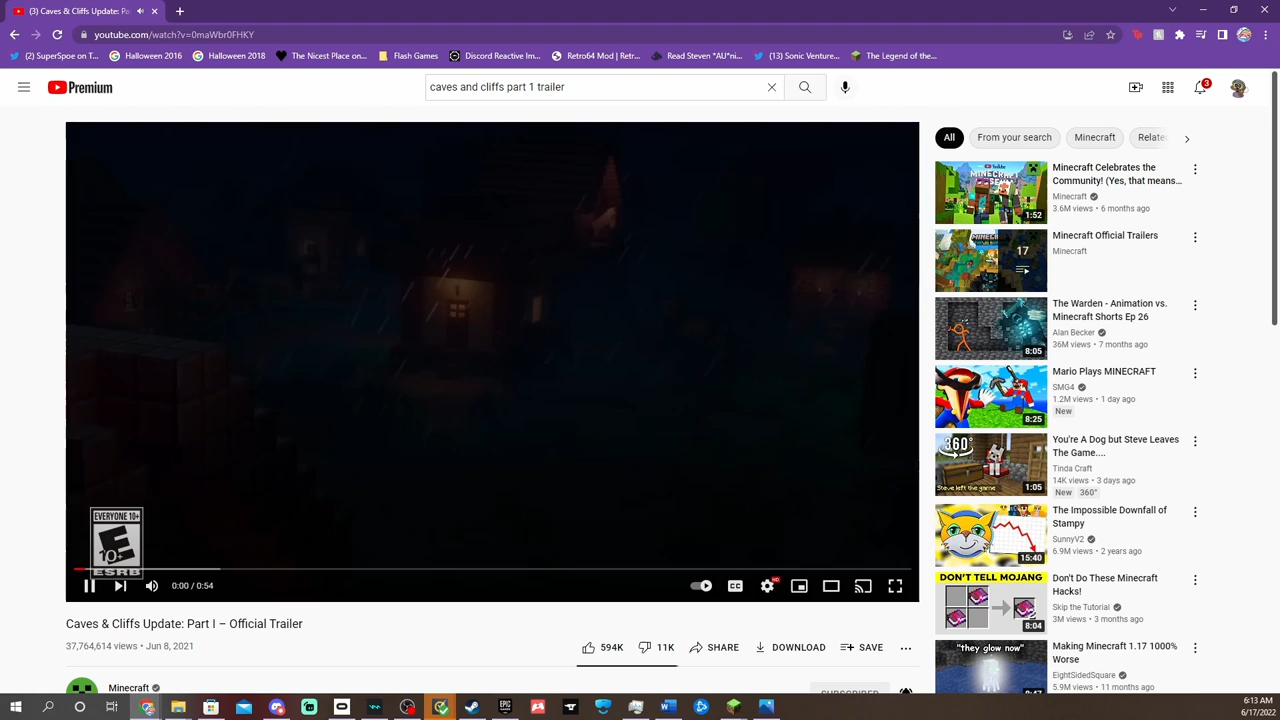 (3) Caves & Cliffs Update: Pa
youtube.com/watch?v=0maWbr0FHKY
(2) SuperSpoe on T...
Halloween 2016
Halloween 2018
The Nicest Place on...
Flash Games
Discord Reactive Im...
Retro64 Mod | Retr...
Read Steven "AU"ni...
(13) Sonic Venture...
The Legend of the...
Premium
caves and cliffs part 1 trailer
3
All
From your search
Minecraft
Relate
EVERYONE 10+
E
10+
ESRB
0:00 / 0:54
CC
Caves & Cliffs Update: Part I – Official Trailer
37,764,614 views • Jun 8, 2021
594K
11K
SHARE
DOWNLOAD
SAVE
Minecraft
SUBSCRIBED
1:52
Minecraft Celebrates the
Community! (Yes, that means...
Minecraft
3.6M views • 6 months ago
17
Minecraft Official Trailers
Minecraft
8:05
The Warden - Animation vs.
Minecraft Shorts Ep 26
Alan Becker
36M views • 7 months ago
8:25
Mario Plays MINECRAFT
SMG4
1.2M views • 1 day ago
New
360°
Steve left the game
1:05
You're A Dog but Steve Leaves
The Game....
Tinda Craft
14K views • 3 days ago
New 360°
15:40
The Impossible Downfall of
Stampy
SunnyV2
6.9M views • 2 years ago
DON'T TELL MOJANG
8:04
Don't Do These Minecraft
Hacks!
Skip the Tutorial
3M views • 3 months ago
"they glow now"
Making Minecraft 1.17 1000%
Worse
EightSidedSquare
5.9M views • 11 months ago
6:13 AM
6/17/2022